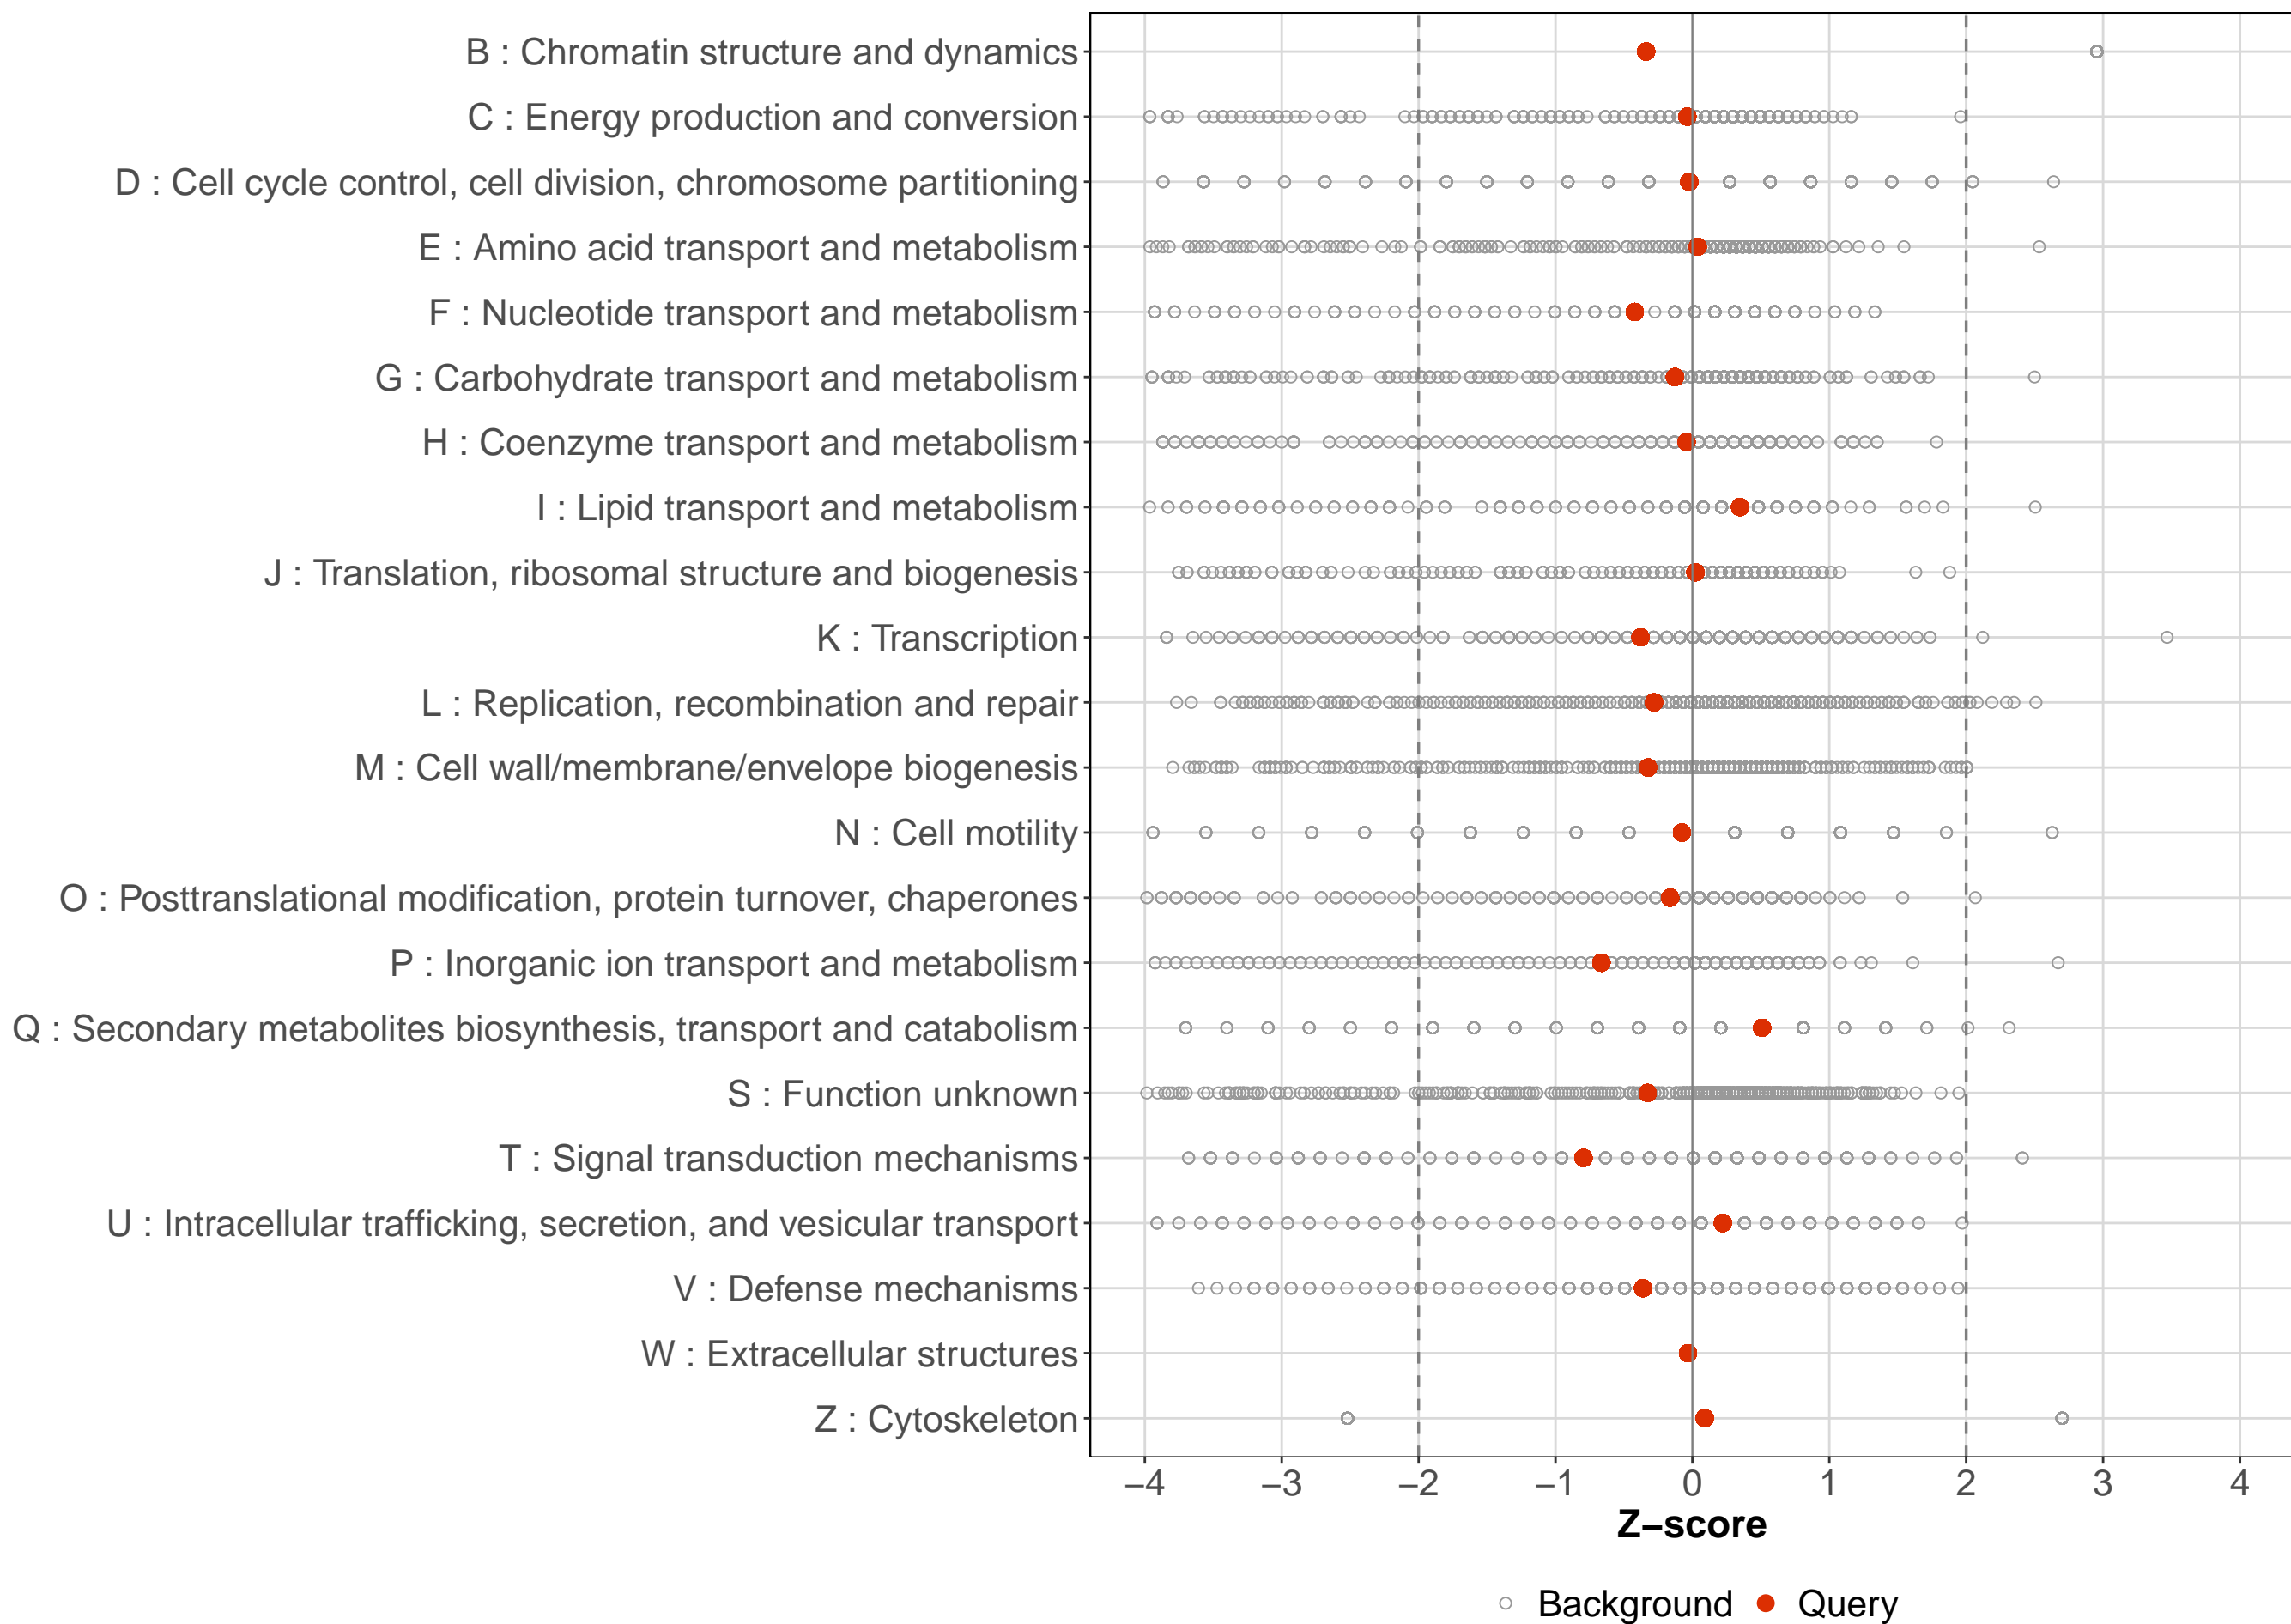 B : Chromatin structure and dynamics
C : Energy production and conversion
D : Cell cycle control, cell division, chromosome partitioning
E : Amino acid transport and metabolism
F : Nucleotide transport and metabolism
G : Carbohydrate transport and metabolism
H : Coenzyme transport and metabolism
I : Lipid transport and metabolism
J : Translation, ribosomal structure and biogenesis
K : Transcription
L : Replication, recombination and repair
M : Cell wall/membrane/envelope biogenesis
N : Cell motility
O : Posttranslational modification, protein turnover, chaperones
P : Inorganic ion transport and metabolism
Q : Secondary metabolites biosynthesis, transport and catabolism
S : Function unknown
T : Signal transduction mechanisms
U : Intracellular trafficking, secretion, and vesicular transport
V : Defense mechanisms
W : Extracellular structures
Z : Cytoskeleton
−4 −3 −2 −1 0 1 2 3 4
Z−score
Background Query